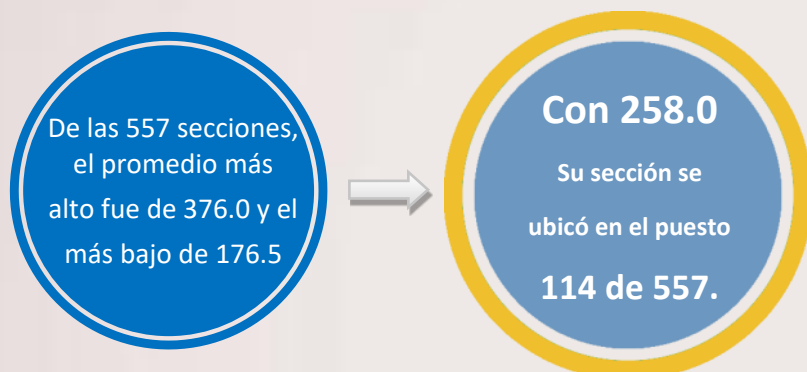 De las 557 secciones,
el promedio más
alto fue de 376.0 y el
más bajo de 176.5
Con 258.0
Su sección se
ubicó en el puesto
114 de 557.